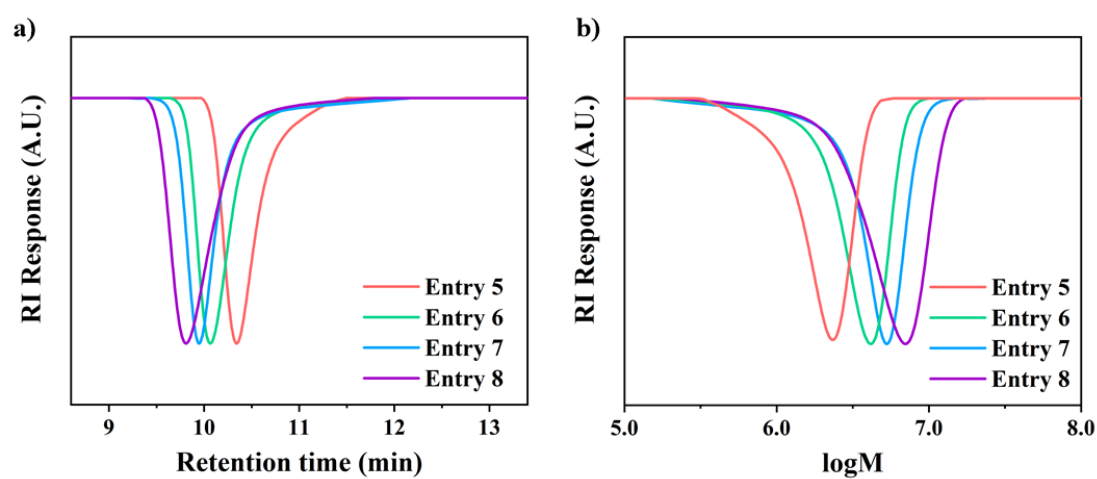 a)
RI Response (A.U.)
Entry 5
Entry 6
Entry 7
Entry 8
9 10 11 12 13
Retention time (min)
b)
RI Response (A.U.)
Entry 5
Entry 6
Entry 7
Entry 8
5.0 6.0 7.0 8.0
logM